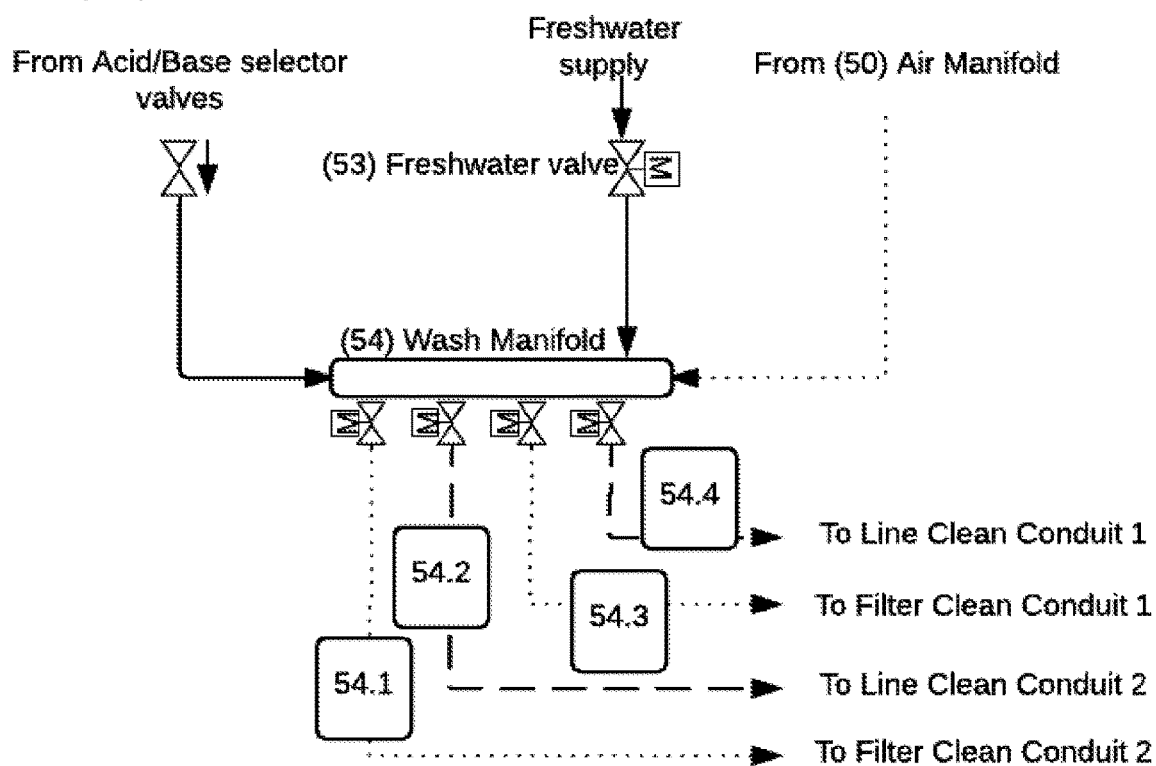 From Acid/Base selector
valves
Freshwater
supply
From (50) Air Manifold
(53) Freshwater valve
M
(54) Wash Manifold
M
M
M
M
54.4
To Line Clean Conduit 1
54.2
54.3
To Filter Clean Conduit 1
54.1
To Line Clean Conduit 2
To Filter Clean Conduit 2